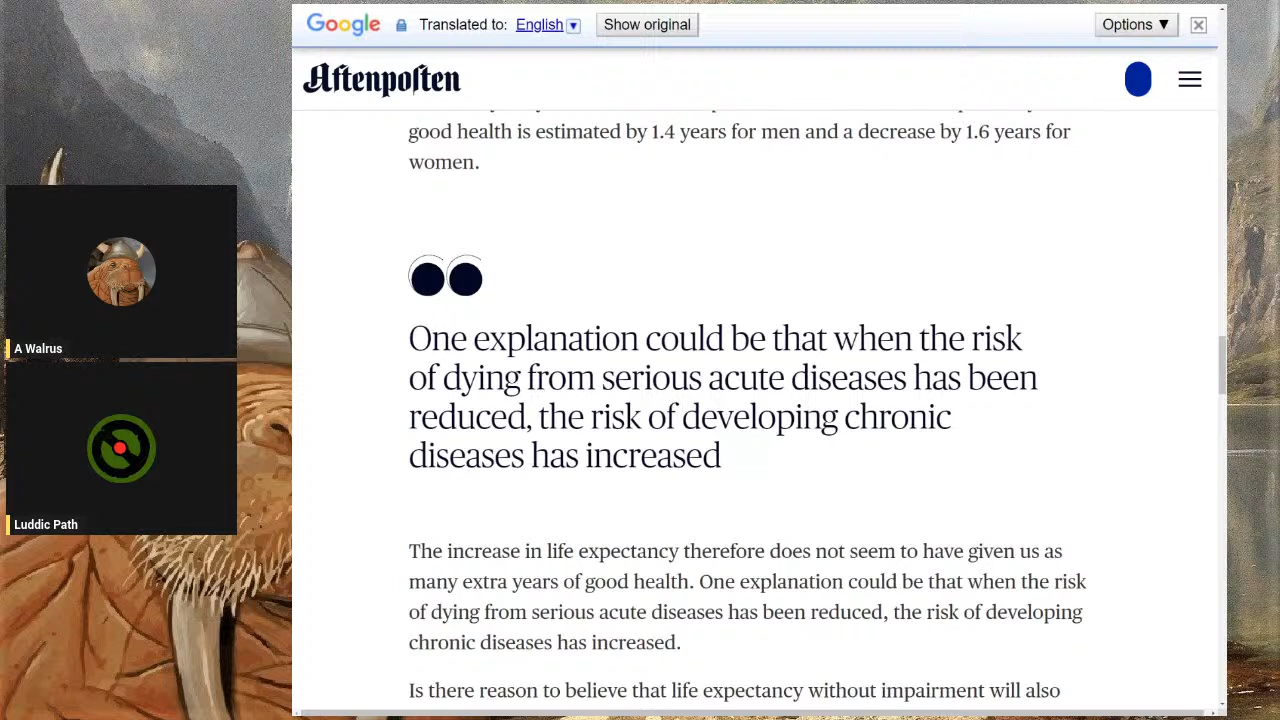 Google Translated to: English Show original Options ▼
Aftenposten
good health is estimated by 1.4 years for men and a decrease by 1.6 years for
women.
One explanation could be that when the risk
of dying from serious acute diseases has been
reduced, the risk of developing chronic
diseases has increased
The increase in life expectancy therefore does not seem to have given us as
many extra years of good health. One explanation could be that when the risk
of dying from serious acute diseases has been reduced, the risk of developing
chronic diseases has increased.
Is there reason to believe that life expectancy without impairment will also
A Walrus
Luddic Path